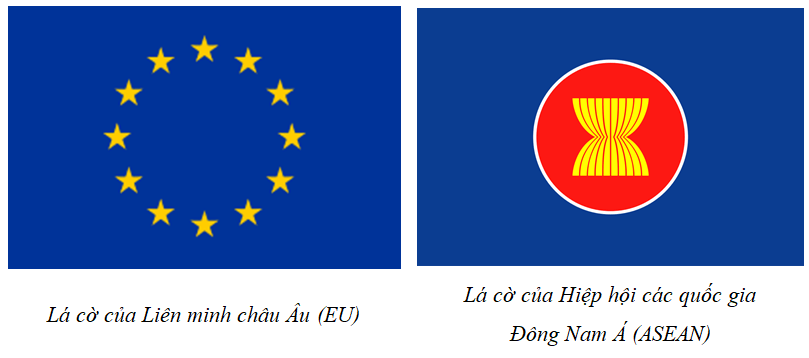 Lá cờ của Liên minh châu Âu (EU)
Lá cờ của Hiệp hội các quốc gia
Đông Nam Á (ASEAN)